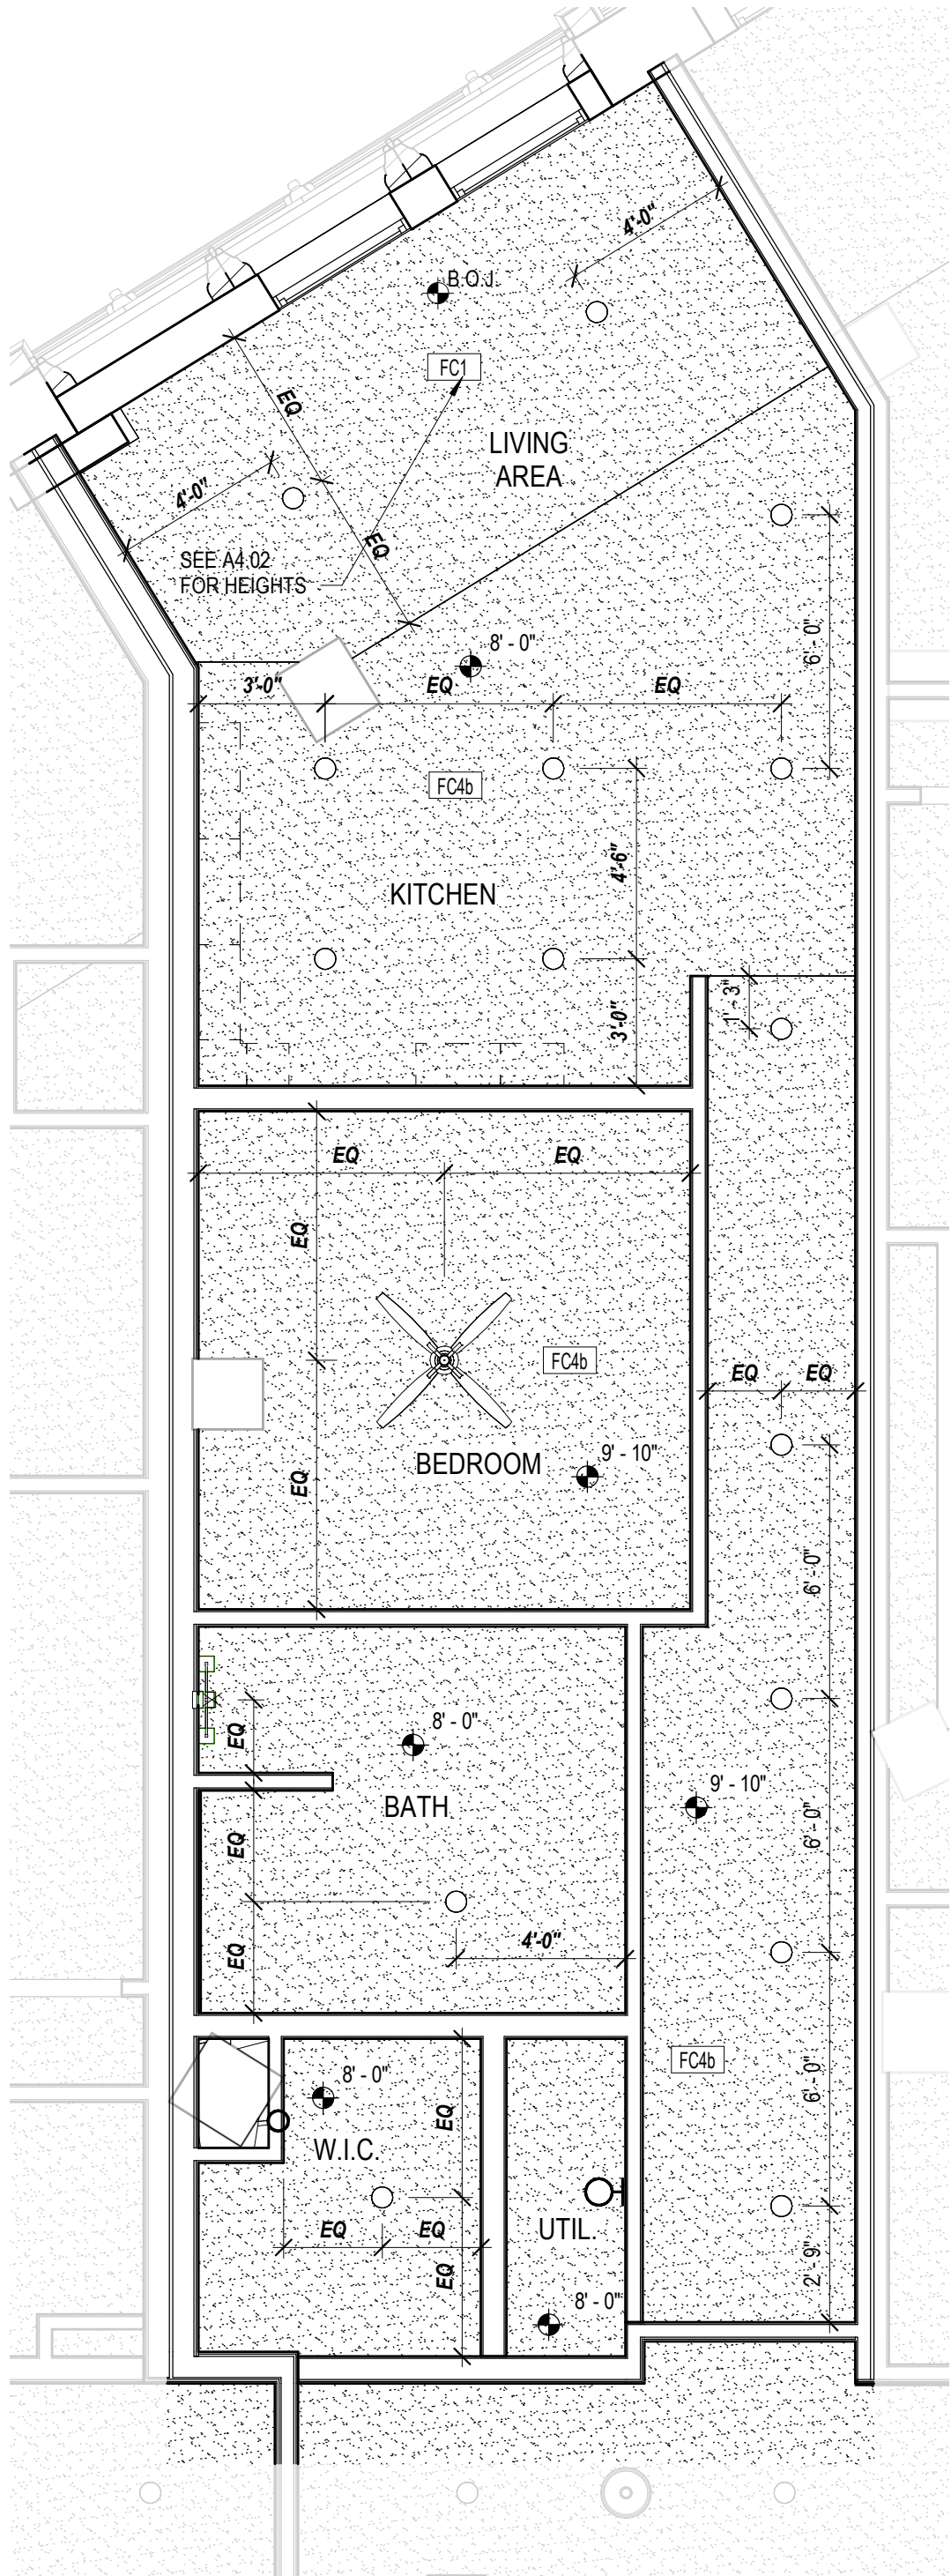 4'-0"
B.O.J.
FC1
EQ
LIVING
AREA
4'-0"
EQ
SEE A4.02
FOR HEIGHTS
8' - 0"
6' - 0"
3'-0"
EQ
EQ
FC4b
4'-6"
KITCHEN
1' - 3"
3'-0"
EQ
EQ
EQ
FC4b
EQ
EQ
BEDROOM
9' - 10"
EQ
6' - 0"
8' - 0"
EQ
9' - 10"
BATH
6' - 0"
EQ
4'-0"
EQ
FC4b
8' - 0"
6' - 0"
EQ
W.I.C.
EQ
EQ
UTIL.
EQ
2' - 9"
8' - 0"